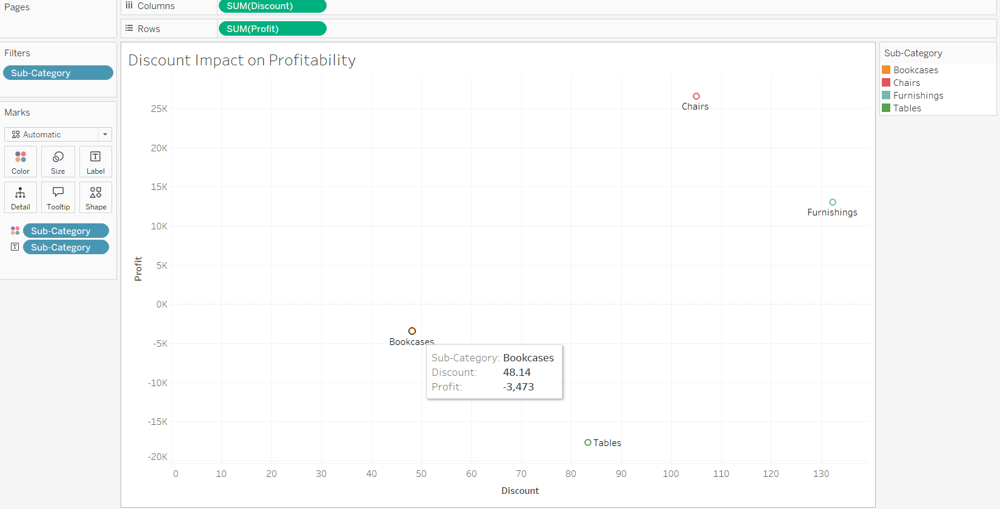 Pages
Columns
SUM(Discount)
Rows
SUM(Profit)
Filters
Sub-Category
Marks
Automatic
Color
Size
Label
Detail
Tooltip
Shape
Sub-Category
Sub-Category
Discount Impact on Profitability
Profit
25K
20K
15K
10K
5K
0K
-5K
-10K
-15K
-20K
Chairs
Furnishings
Bookcases
Sub-Category: Bookcases
Discount: 48.14
Profit: -3,473
Tables
0 10 20 30 40 50 60 70 80 90 100 110 120 130
Discount
Sub-Category
Bookcases
Chairs
Furnishings
Tables